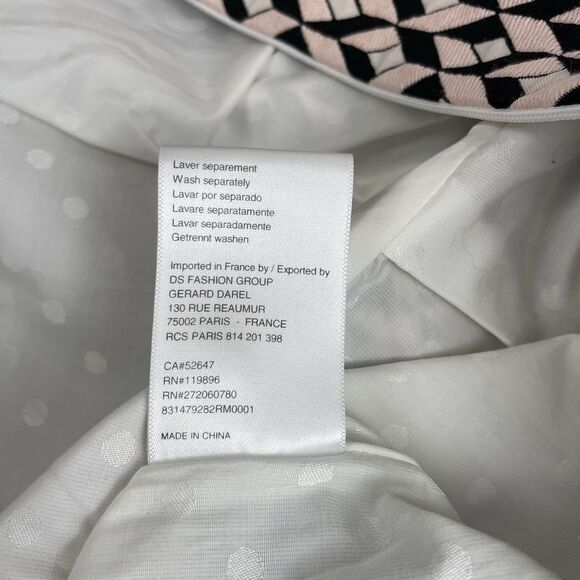 Laver separement
Wash separately
Lavar por separado
Lavare separatamente
Lavar separadamente
Getrennt washen
Imported in France by / Exported by
DS FASHION GROUP
GERARD DAREL
130 RUE REAUMUR
75002 PARIS - FRANCE
RCS PARIS 814 201 398
CA#52647
RN#119896
RN#272060780
831479282RM0001
MADE IN CHINA